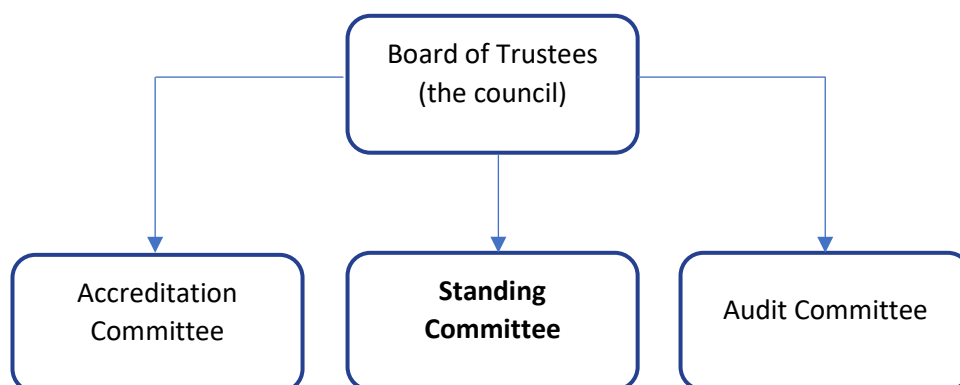 Board of Trustees
(the council)
Accreditation
Committee
Standing
Committee
Audit Committee